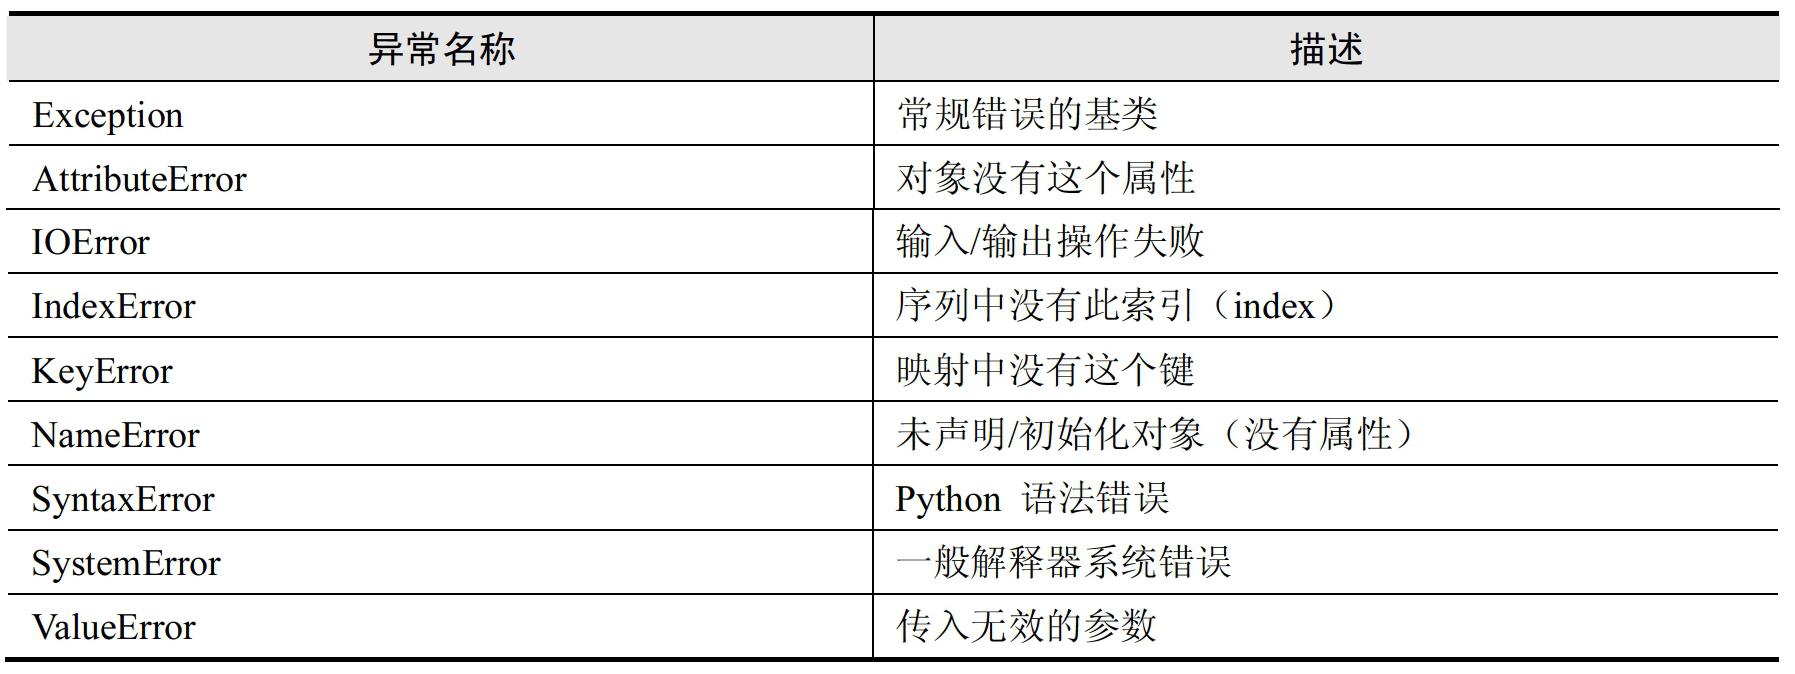 异常名称 描述
Exception 常规错误的基类
AttributeError 对象没有这个属性
IOError 输入/输出操作失败
IndexError 序列中没有此索引（index）
KeyError 映射中没有这个键
NameError 未声明/初始化对象（没有属性）
SyntaxError Python 语法错误
SystemError 一般解释器系统错误
ValueError 传入无效的参数